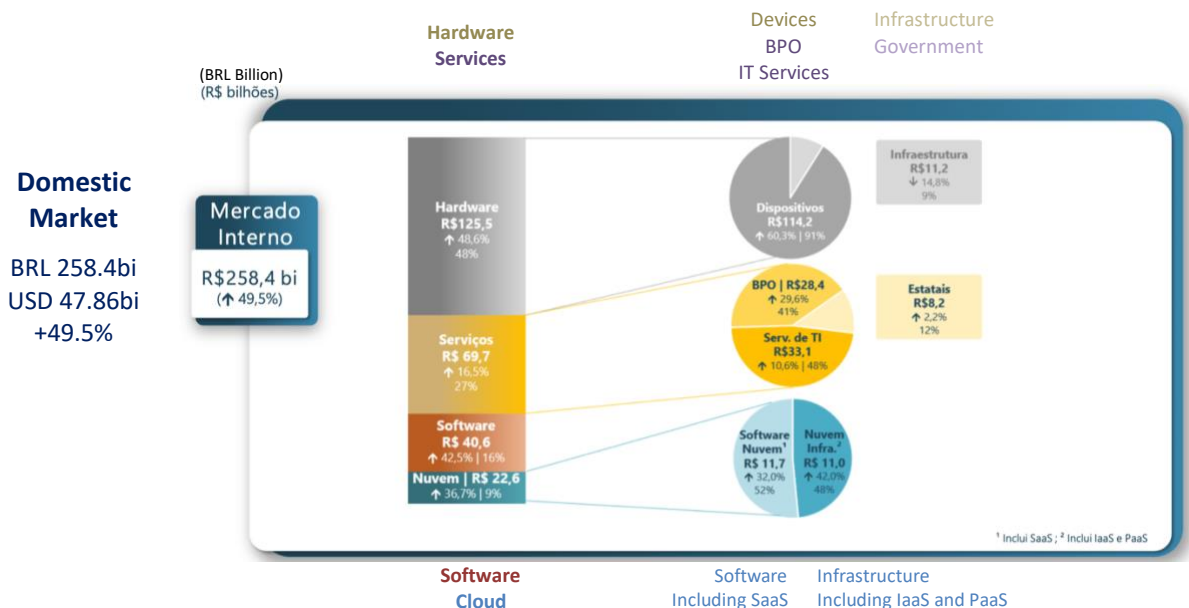 Hardware
Services
Devices
BPO
IT Services
Infrastructure
Government
(BRL Billion)
(R$ bilhões)
Domestic
Market
BRL 258.4bi
USD 47.86bi
+49.5%
Mercado
Interno
R$258,4 bi
(↑ 49,5%)
Hardware
R$125,5
↑ 48,6%
48%
Serviços
R$ 69,7
↑ 16,5%
27%
Software
R$ 40,6
↑ 42,5% | 16%
Nuvem | R$ 22,6
↑ 36,7% | 9%
Dispositivos
R$114,2
↑ 60,3% | 91%
Infraestrutura
R$11,2
↓ 14,8%
9%
BPO | R$28,4
↑ 29,6%
41%
Serv. de TI
R$33,1
↑ 10,6% | 48%
Estatais
R$8,2
↑ 2,2%
12%
Software
Nuvem¹
R$ 11,7
↑ 32,0%
52%
Nuvem
Infra.²
R$ 11,0
↑ 42,0%
48%
¹ Inclui SaaS ; ² Inclui IaaS e PaaS
Software
Cloud
Software
Including SaaS
Infrastructure
Including IaaS and PaaS